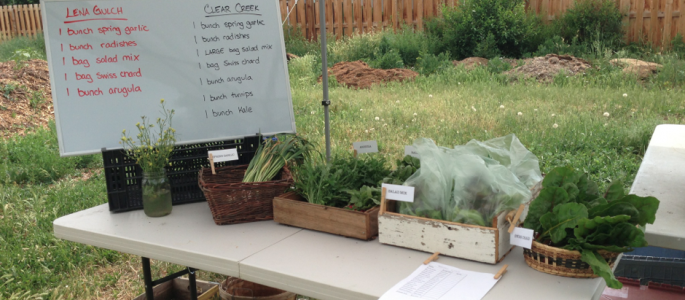 LENA GULCH
1 bunch spring garlic
1 bunch radishes
1 bag salad mix
1 bag Swiss chard
1 bunch arugula
CLEAR CREEK
1 bunch spring garlic
1 bunch radishes
1 LARGE bag salad mix
1 bag Swiss chard
1 bunch arugula
1 bunch turnips
1 bunch Kale
SALAD MIX